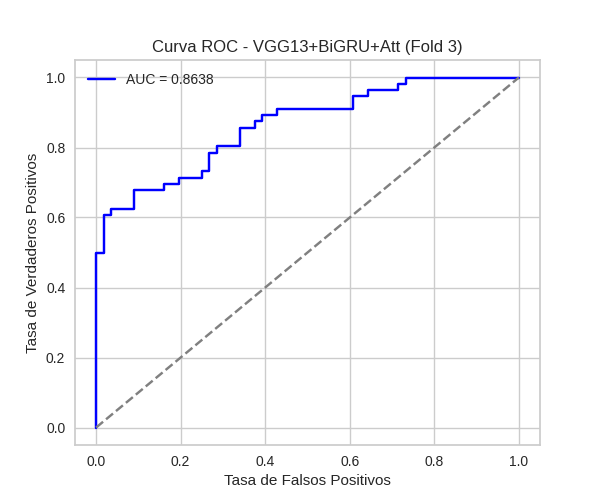 Curva ROC - VGG13+BiGRU+Att (Fold 3)
AUC = 0.8638
Tasa de Verdaderos Positivos
1.0
0.8
0.6
0.4
0.2
0.0
0.0 0.2 0.4 0.6 0.8 1.0
Tasa de Falsos Positivos